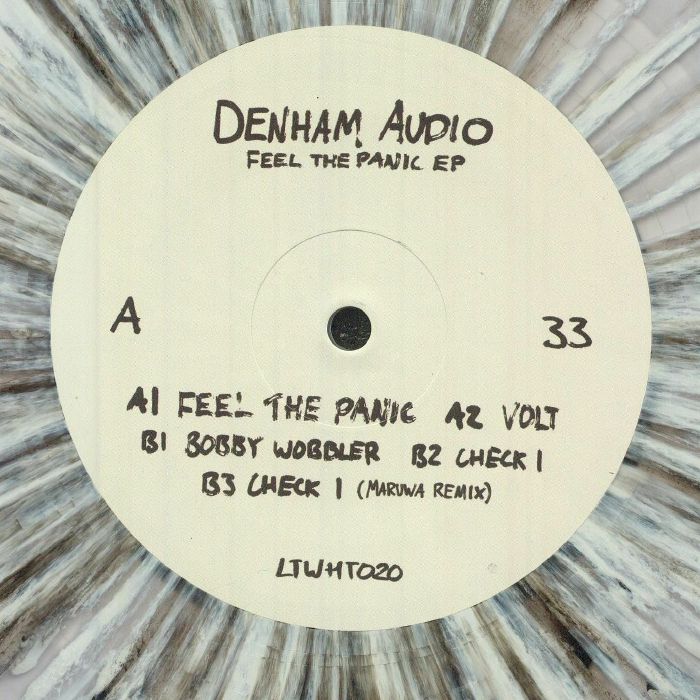 DENHAM AUDIO
FEEL THE PANIC EP
A
33
A1 FEEL THE PANIC A2 VOLT
B1 BOBBY WOBBLER B2 CHECK 1
B3 CHECK 1 (MARUWA REMIX)
LTWHT020